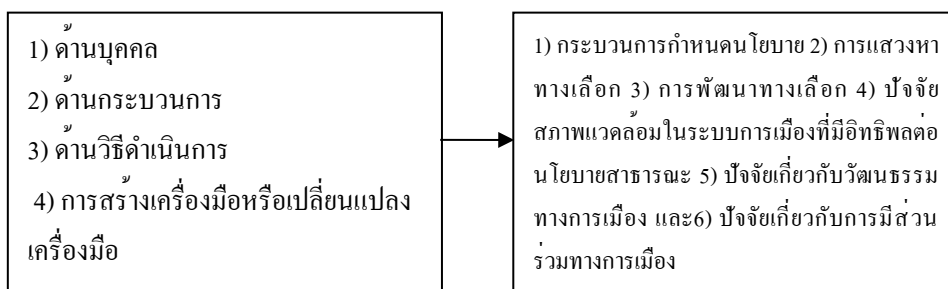 1) ด้านบุคคล
2) ด้านกระบวนการ
3) ด้านวิธีดำเนินการ
4) การสร้างเครื่องมือหรือเปลี่ยนแปลง
เครื่องมือ
1) กระบวนการกำหนดนโยบาย 2) การแสวงหา
ทางเลือก 3) การพัฒนาทางเลือก 4) ปัจจัย
สภาพแวดล้อมในระบบการเมืองที่มีอิทธิพลต่อ
นโยบายสาธารณะ 5) ปัจจัยเกี่ยวกับวัฒนธรรม
ทางการเมือง และ6) ปัจจัยเกี่ยวกับการมีส่วน
ร่วมทางการเมือง